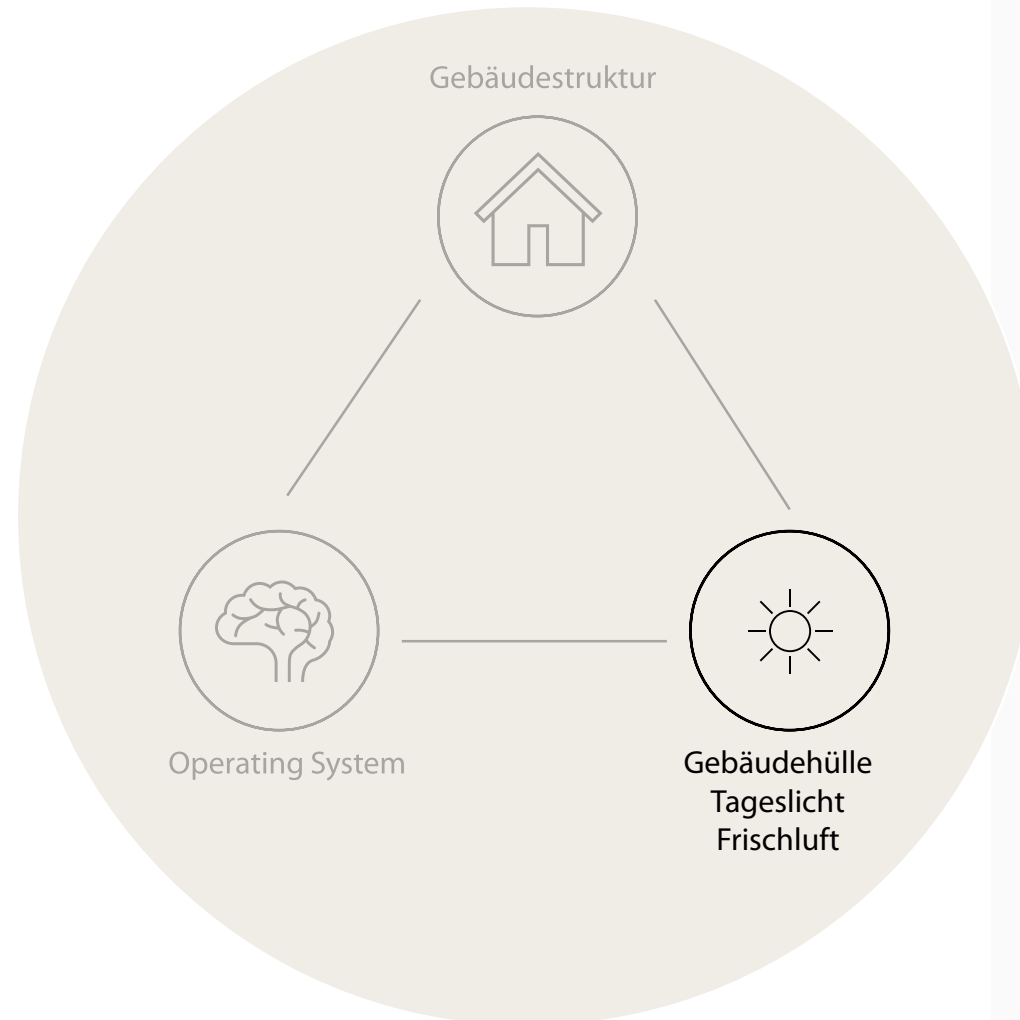 Gebäudestruktur
Operating System
Gebäudehülle
Tageslicht
Frischluft